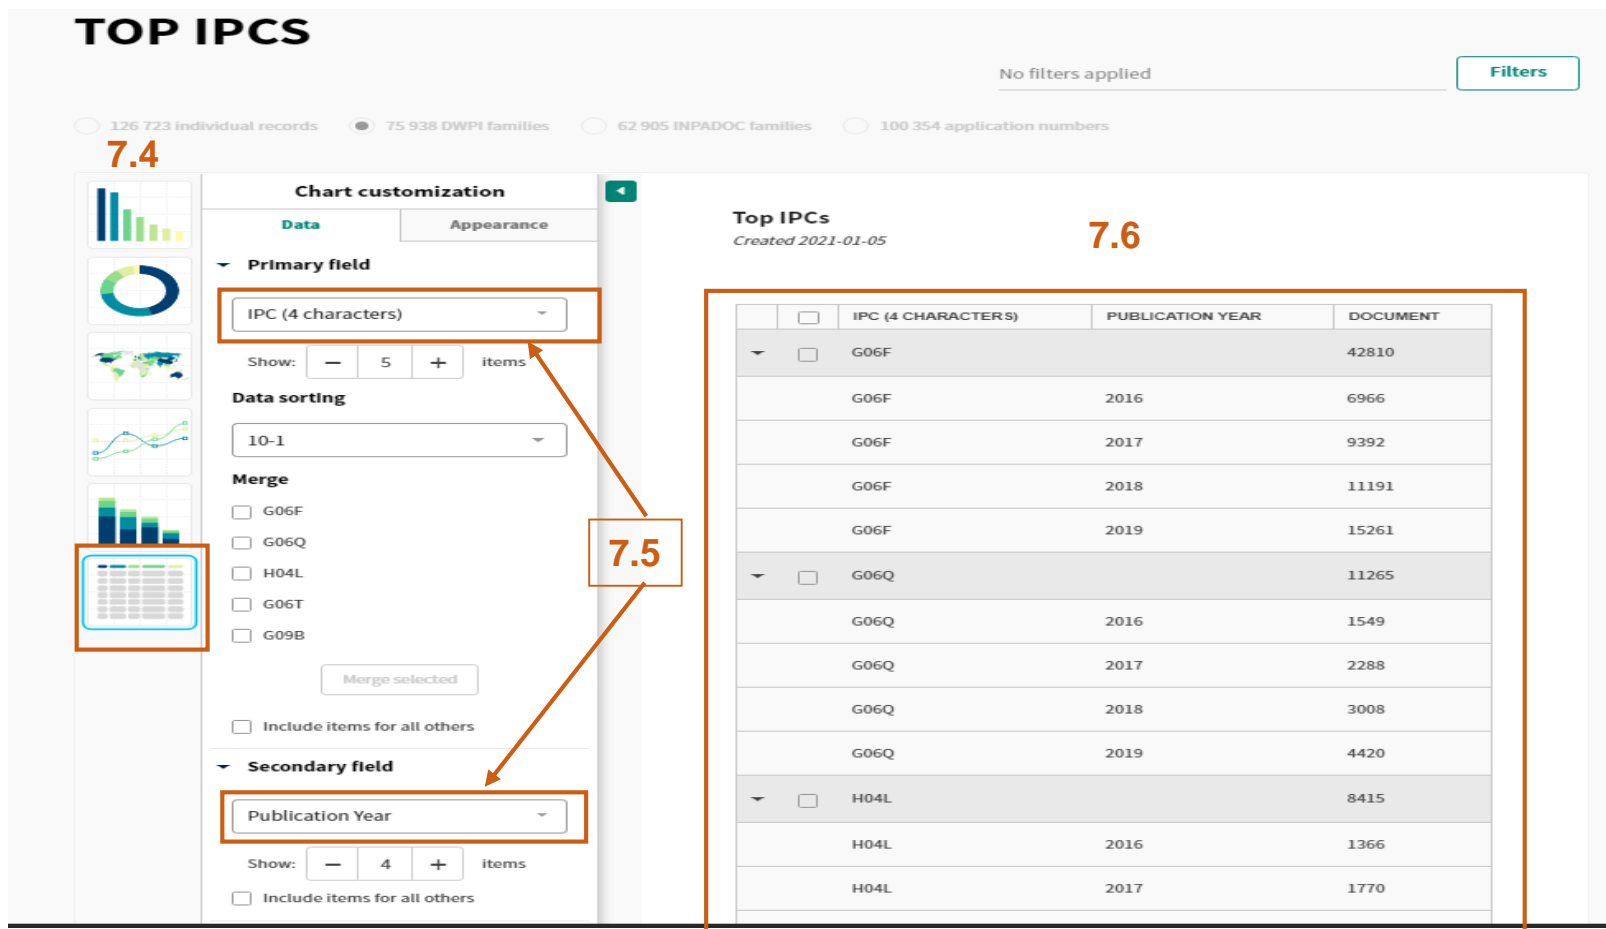 TOP IPCS
No filters applied
Filters
126 723 individual records 75 938 DWPI families 62 905 INPADOC families 100 354 application numbers
7.4
Chart customization
Data Appearance
Primary field
IPC (4 characters)
Show: − 5 + items
Data sorting
10-1
Merge
G06F
G06Q
H04L
G06T
G09B
Merge selected
Include items for all others
Secondary field
Publication Year
Show: − 4 + items
Include items for all others
7.5
Top IPCs
Created 2021-01-05
7.6
IPC (4 CHARACTERS) PUBLICATION YEAR DOCUMENT
G06F 42810
G06F 2016 6966
G06F 2017 9392
G06F 2018 11191
G06F 2019 15261
G06Q 11265
G06Q 2016 1549
G06Q 2017 2288
G06Q 2018 3008
G06Q 2019 4420
H04L 8415
H04L 2016 1366
H04L 2017 1770